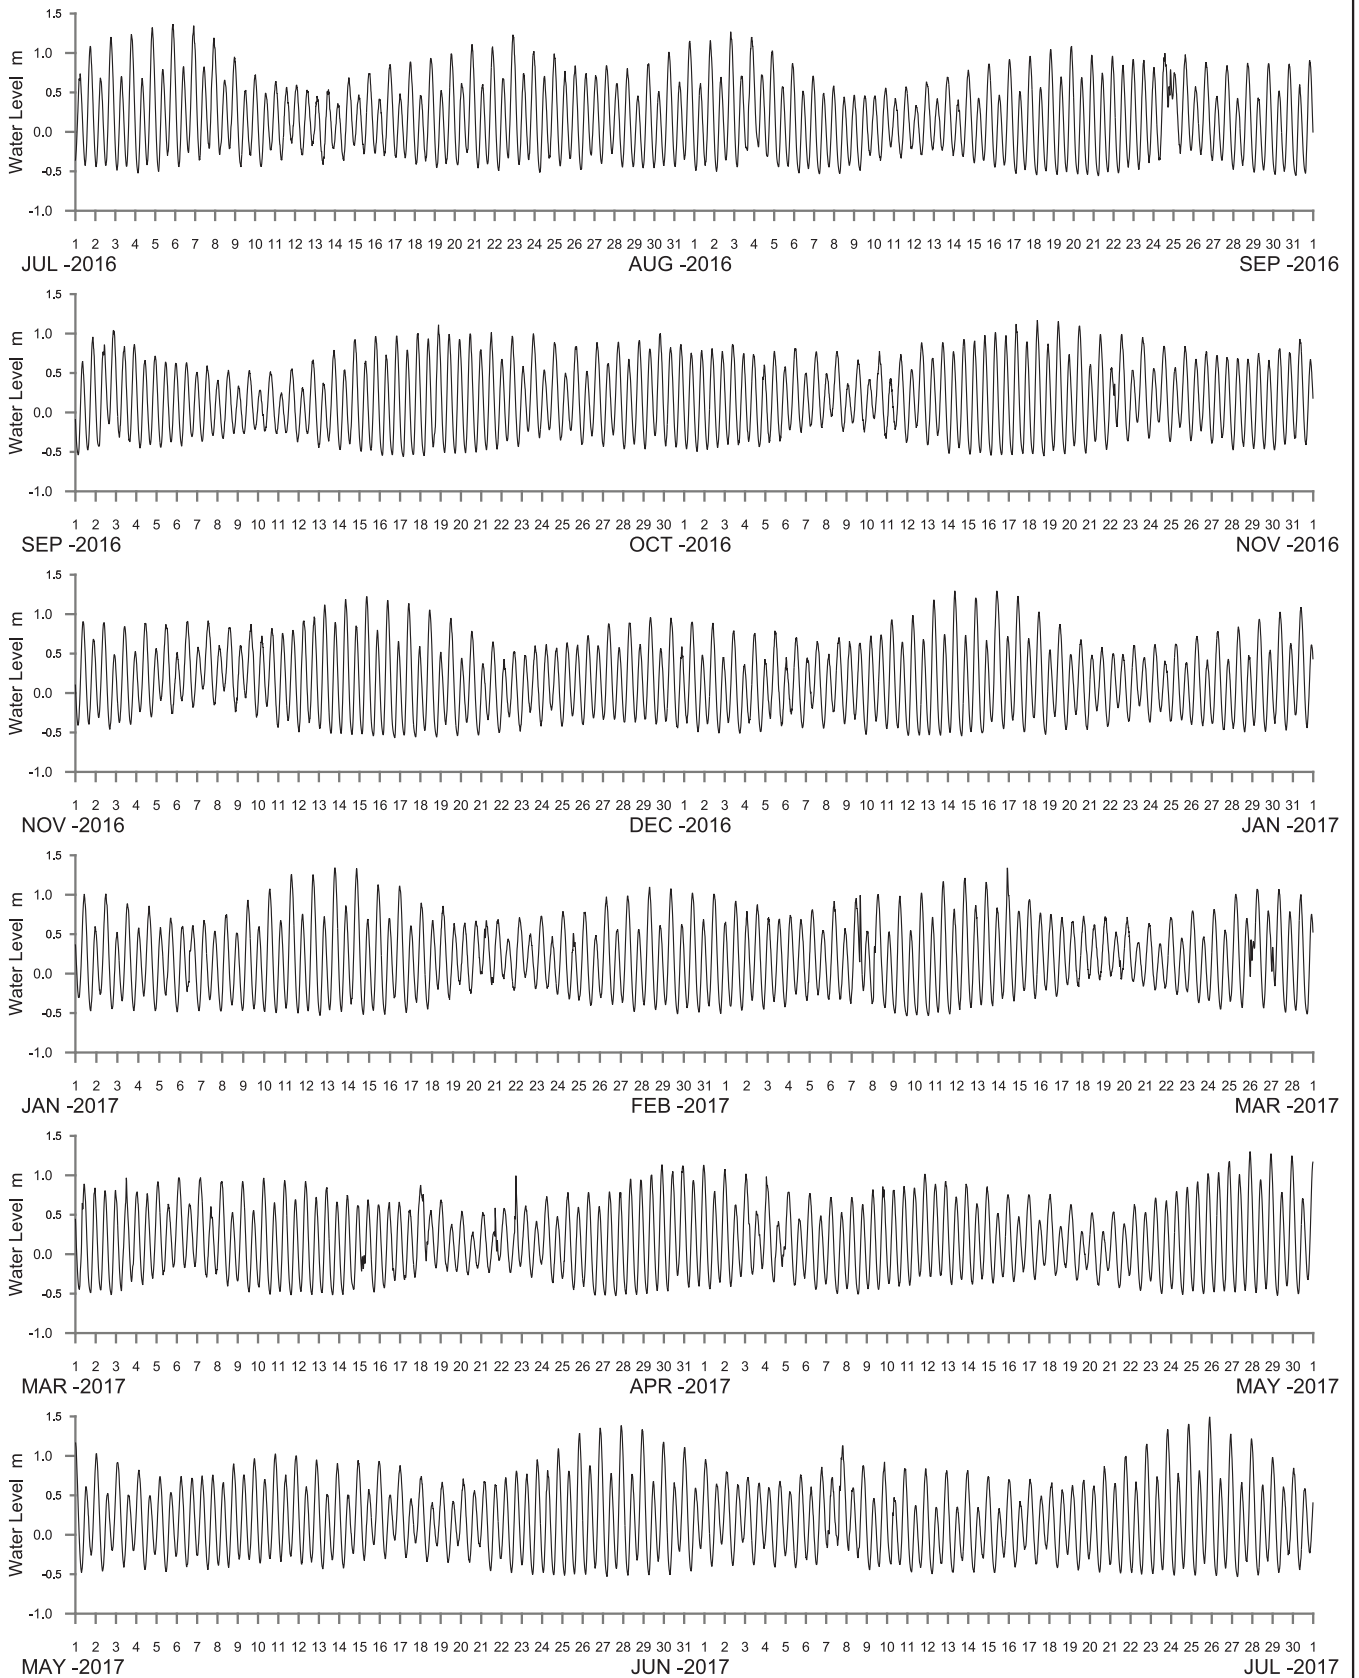 1.5
1.0
0.5
0.0
-0.5
-1.0
Water Level m
1 2 3 4 5 6 7 8 9 10 11 12 13 14 15 16 17 18 19 20 21 22 23 24 25 26 27 28 29 30 31 1 2 3 4 5 6 7 8 9 10 11 12 13 14 15 16 17 18 19 20 21 22 23 24 25 26 27 28 29 30 31 1
JUL -2016 AUG -2016 SEP -2016
1.5
1.0
0.5
0.0
-0.5
-1.0
Water Level m
1 2 3 4 5 6 7 8 9 10 11 12 13 14 15 16 17 18 19 20 21 22 23 24 25 26 27 28 29 30 1 2 3 4 5 6 7 8 9 10 11 12 13 14 15 16 17 18 19 20 21 22 23 24 25 26 27 28 29 30 31 1
SEP -2016 OCT -2016 NOV -2016
1.5
1.0
0.5
0.0
-0.5
-1.0
Water Level m
1 2 3 4 5 6 7 8 9 10 11 12 13 14 15 16 17 18 19 20 21 22 23 24 25 26 27 28 29 30 1 2 3 4 5 6 7 8 9 10 11 12 13 14 15 16 17 18 19 20 21 22 23 24 25 26 27 28 29 30 31 1
NOV -2016 DEC -2016 JAN -2017
1.5
1.0
0.5
0.0
-0.5
-1.0
Water Level m
1 2 3 4 5 6 7 8 9 10 11 12 13 14 15 16 17 18 19 20 21 22 23 24 25 26 27 28 29 30 31 1 2 3 4 5 6 7 8 9 10 11 12 13 14 15 16 17 18 19 20 21 22 23 24 25 26 27 28 1
JAN -2017 FEB -2017 MAR -2017
1.5
1.0
0.5
0.0
-0.5
-1.0
Water Level m
1 2 3 4 5 6 7 8 9 10 11 12 13 14 15 16 17 18 19 20 21 22 23 24 25 26 27 28 29 30 31 1 2 3 4 5 6 7 8 9 10 11 12 13 14 15 16 17 18 19 20 21 22 23 24 25 26 27 28 29 30 1
MAR -2017 APR -2017 MAY -2017
1.5
1.0
0.5
0.0
-0.5
-1.0
Water Level m
1 2 3 4 5 6 7 8 9 10 11 12 13 14 15 16 17 18 19 20 21 22 23 24 25 26 27 28 29 30 31 1 2 3 4 5 6 7 8 9 10 11 12 13 14 15 16 17 18 19 20 21 22 23 24 25 26 27 28 29 30 1
MAY -2017 JUN -2017 JUL -2017